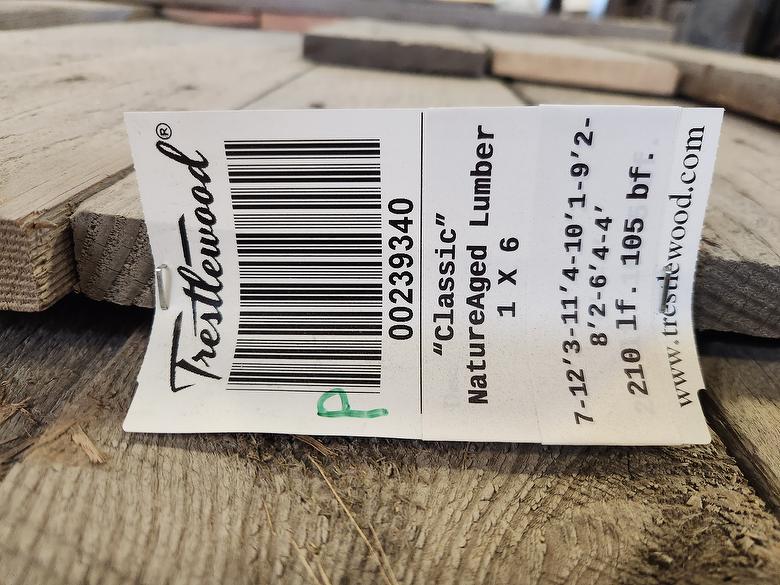 Trestlewood®
00239340
P
"Classic"
NatureAged Lumber
1 X 6
7-12'3-11'4-10'1-9'2-
8'2-6'4-4'
210 lf. 105 bf.
www.trestlewood.com